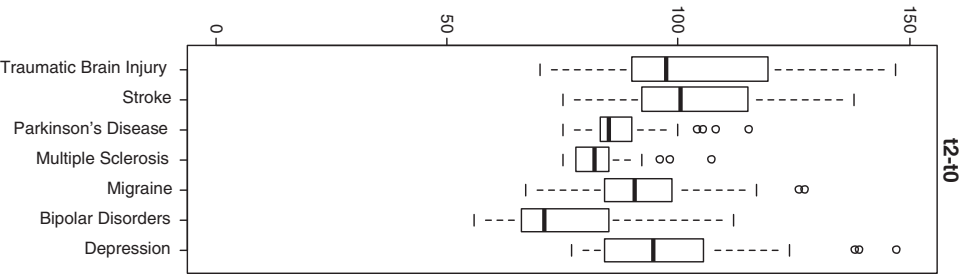 0 50 100 150
t2-t0
Traumatic Brain Injury
Stroke
Parkinson's Disease
Multiple Sclerosis
Migraine
Bipolar Disorders
Depression